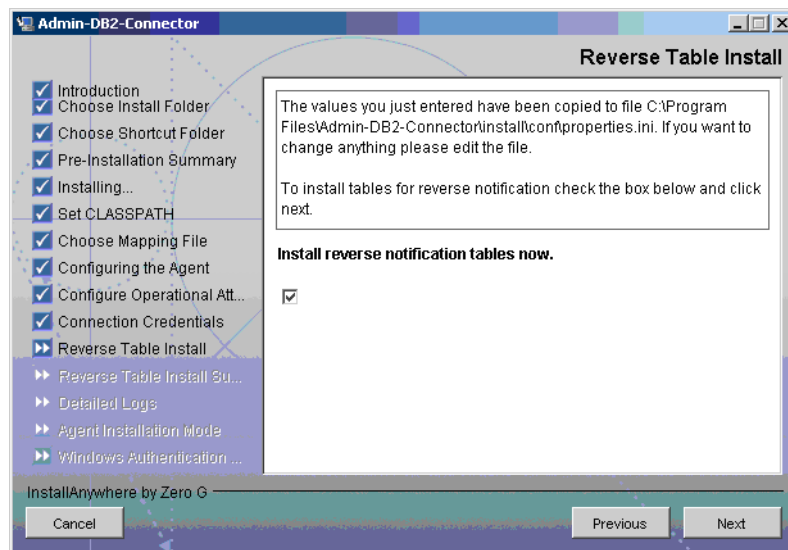 Admin-DB2-Connector
Reverse Table Install
Introduction
Choose Install Folder
Choose Shortcut Folder
Pre-Installation Summary
Installing...
Set CLASSPATH
Choose Mapping File
Configuring the Agent
Configure Operational Att...
Connection Credentials
Reverse Table Install
Reverse Table Install Su...
Detailed Logs
Agent Installation Mode
Windows Authentication ...
The values you just entered have been copied to file C:\Program
Files\Admin-DB2-Connector\install\conf\properties.ini. If you want to
change anything please edit the file.
To install tables for reverse notification check the box below and click
next.
Install reverse notification tables now.
InstallAnywhere by Zero G
Cancel
Previous
Next